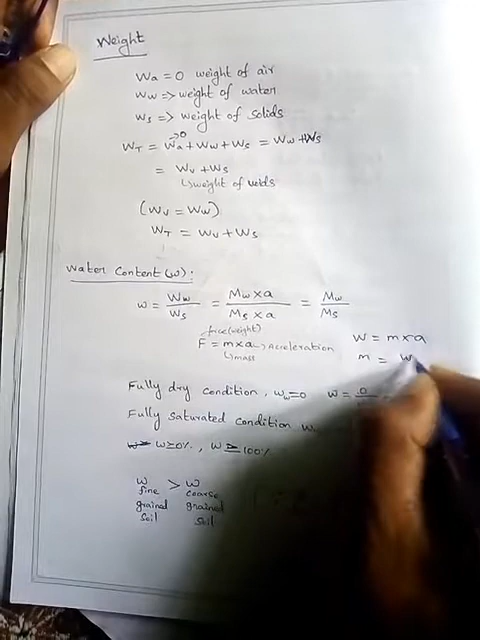 Weight
Wa = 0 weight of air
Ww => weight of water
Ws => weight of solids
WT = Wa→0 + Ww + Ws = Ww + Ws
= Wv + Ws
↳ weight of voids
(Wv = Ww)
WT = Wv + Ws
Water Content (w):
w = Ww/Ws = Mw x a/Ms x a = Mw/Ms
force (weight)
F = m x a → Acceleration
↳ mass
W = m x a
m = W
Fully dry condition, Ww = 0 w = 0
Fully saturated condition
w ≥ 0%, w ≥ 100%
w > w
fine coarse
grained grained
soil soil